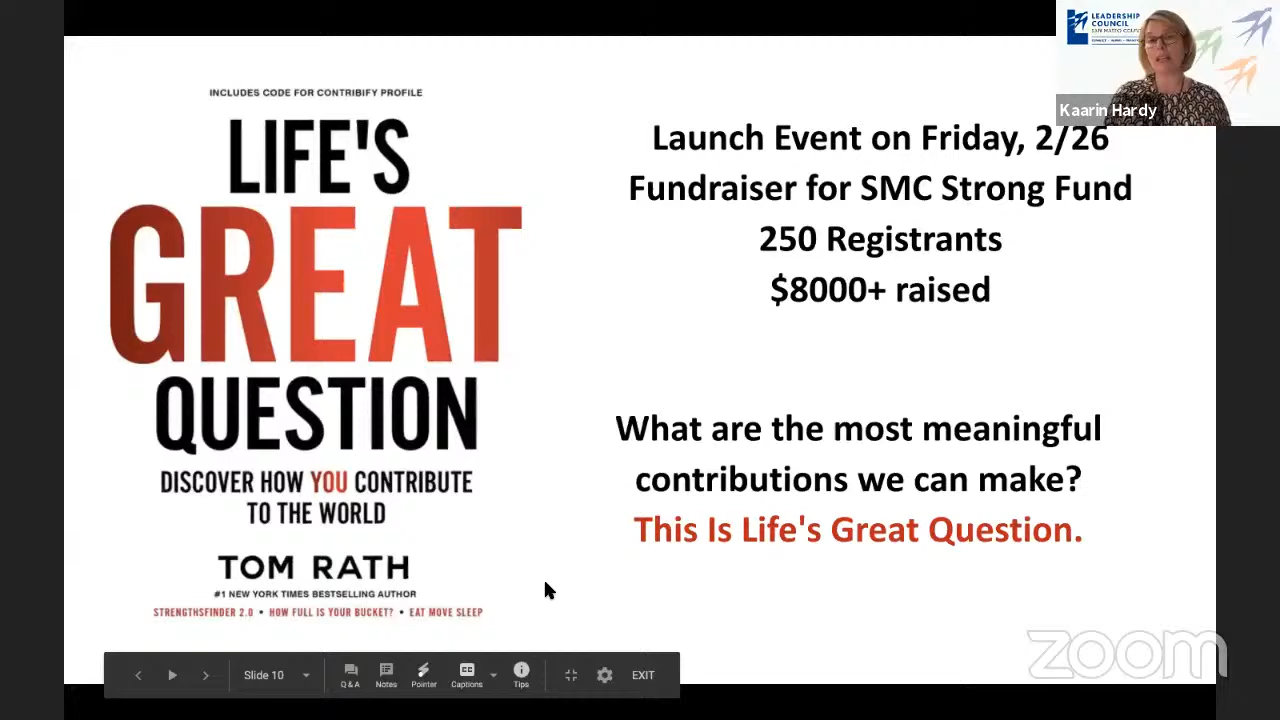 LEADERSHIP
COUNCIL
SAN MATEO COUNTY
Kaarin Hardy
INCLUDES CODE FOR CONTRIBIFY PROFILE
LIFE'S
GREAT
QUESTION
DISCOVER HOW YOU CONTRIBUTE
TO THE WORLD
TOM RATH
#1 NEW YORK TIMES BESTSELLING AUTHOR
STRENGTHSFINDER 2.0 • HOW FULL IS YOUR BUCKET? • EAT MOVE SLEEP
Launch Event on Friday, 2/26
Fundraiser for SMC Strong Fund
250 Registrants
$8000+ raised
What are the most meaningful
contributions we can make?
This Is Life's Great Question.
zoom
Slide 10
Q & A
Notes
Pointer
Captions
Tips
EXIT